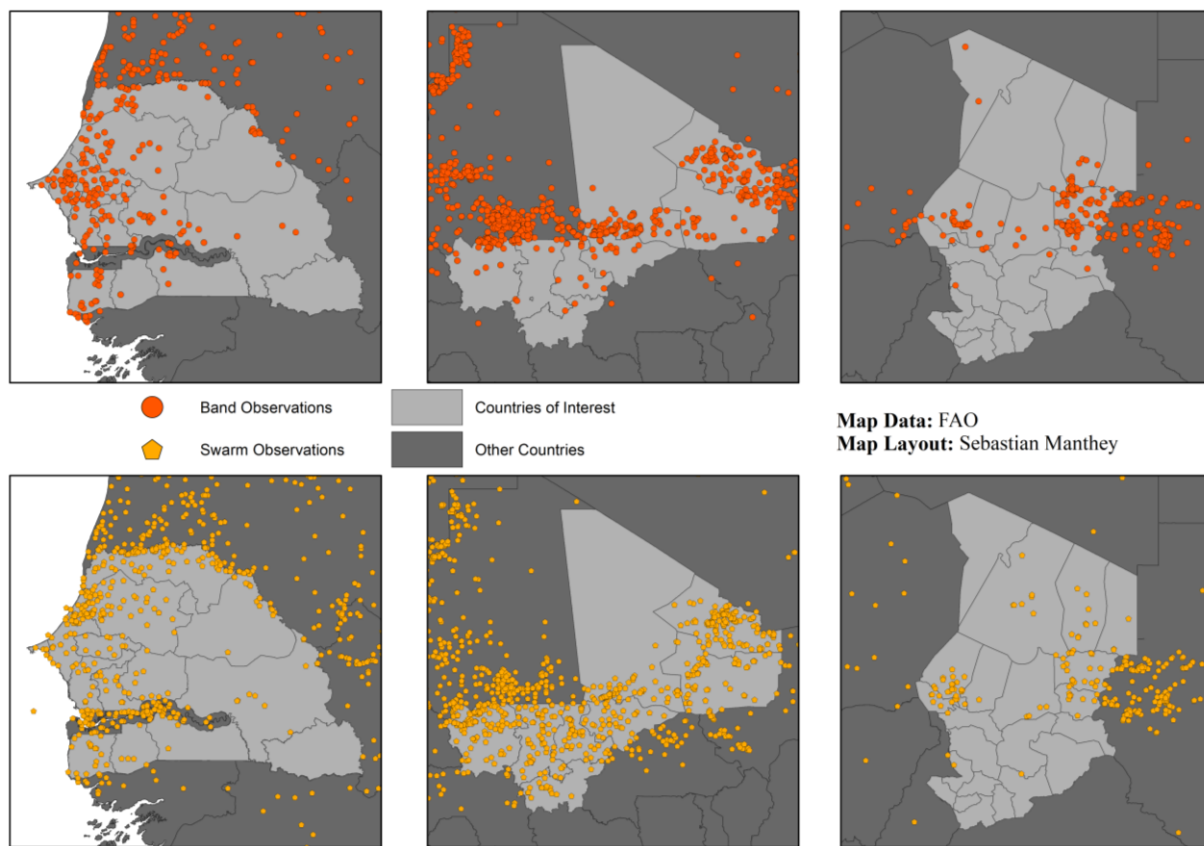 Band Observations
Countries of Interest
Swarm Observations
Other Countries
Map Data: FAO
Map Layout: Sebastian Manthey